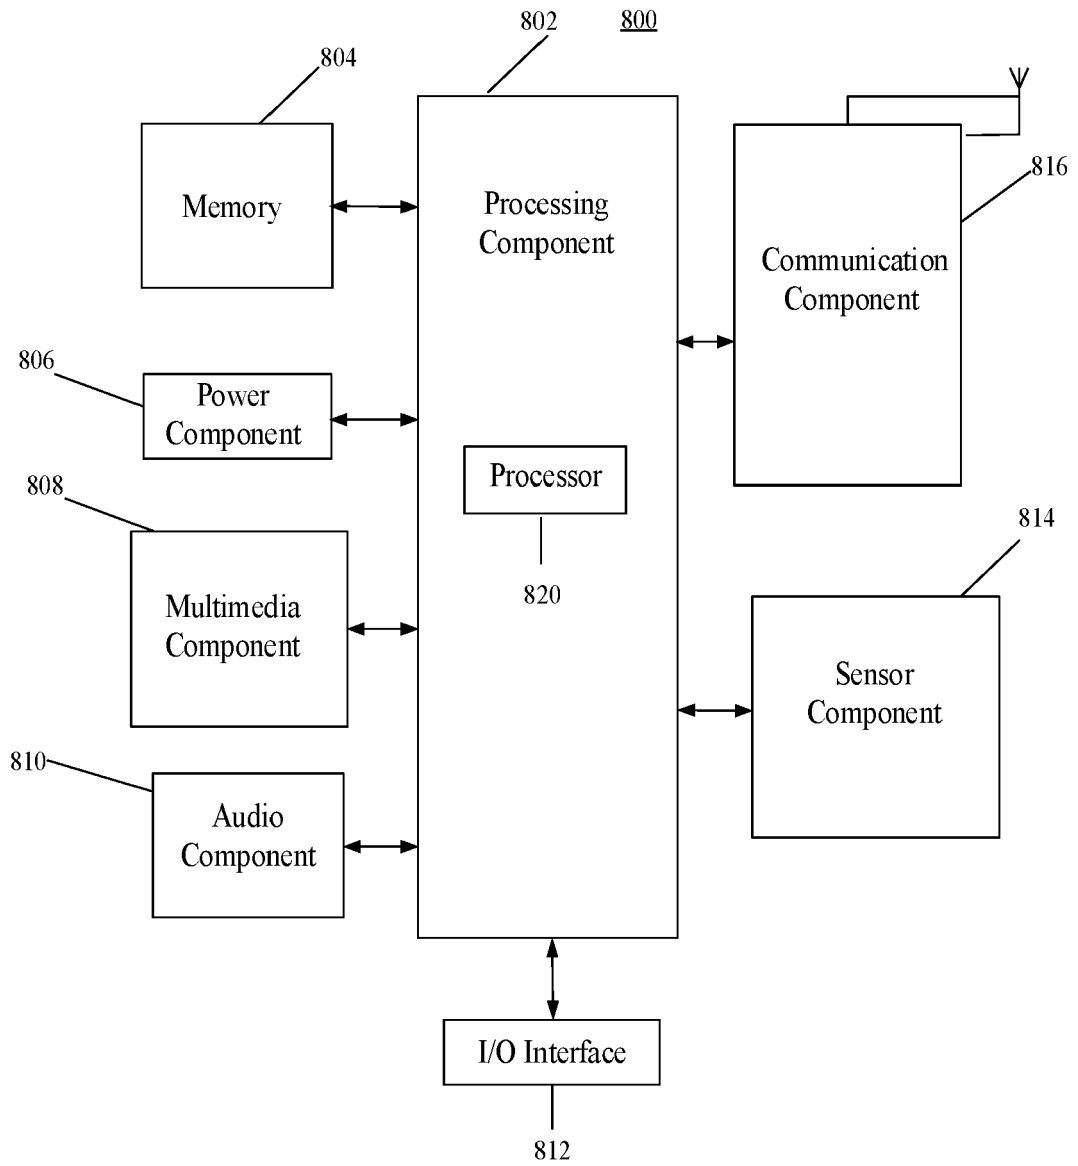 802
800
804
Memory
Processing
Component
816
Communication
Component
806
Power
Component
Processor
820
808
Multimedia
Component
814
Sensor
Component
810
Audio
Component
I/O Interface
812